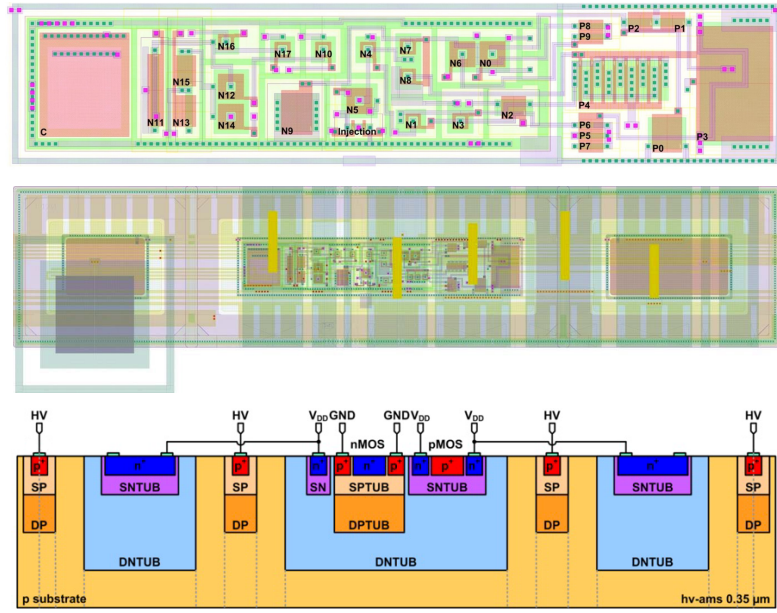 P8
P2
P1
N16
P9
N17
N10
N4
N7
N6
N0
N15
N8
N12
P4
N5
N2
N14
N1
N3
P6
C
N11
N13
N9
Injection
P5
P3
P7
P0
HV
HV
VDD GND
GND VDD
VDD
HV
HV
nMOS
pMOS
p+
n+
p+
n+
p+
n+
p+
n+
p+
n+
p+
n+
p+
SP
SNTUB
SP
SN
SPTUB
SNTUB
SP
SNTUB
SP
DP
DP
DPTUB
DP
DP
DNTUB
DNTUB
DNTUB
p substrate
hv-ams 0.35 µm